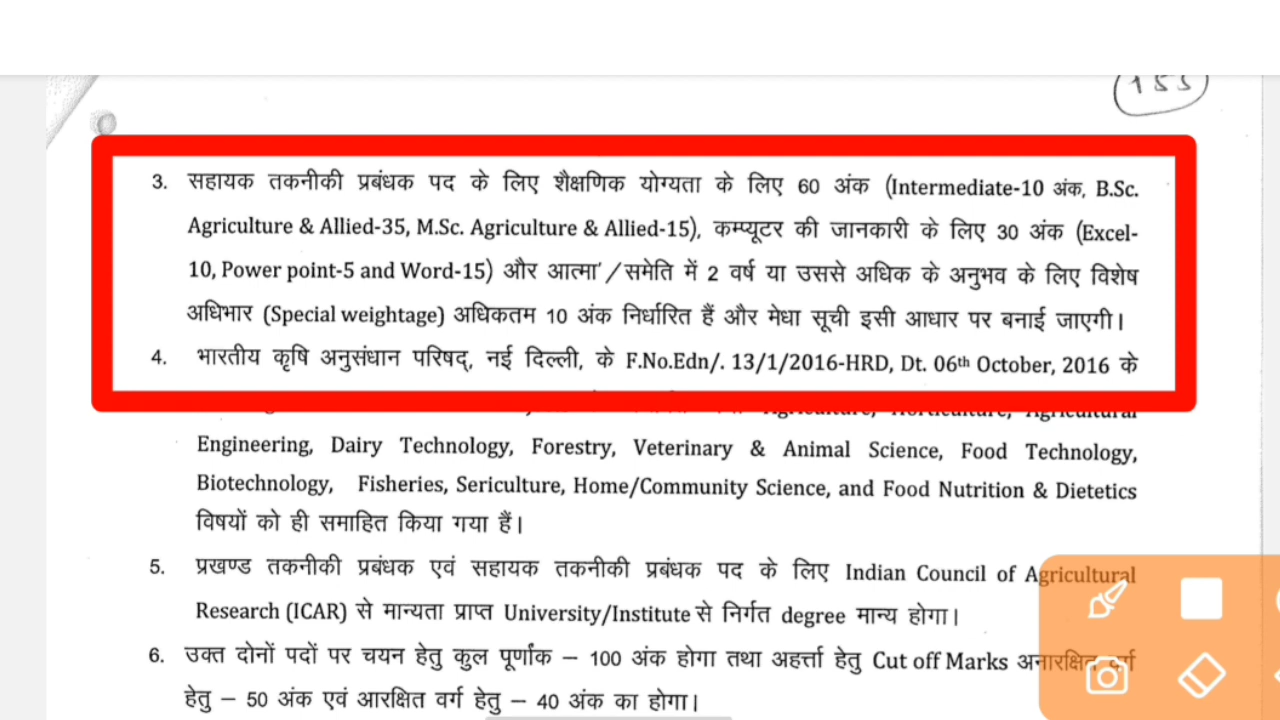 155
3. सहायक तकनीकी प्रबंधक पद के लिए शैक्षणिक योग्यता के लिए 60 अंक (Intermediate-10 अंक, B.Sc.
Agriculture & Allied-35, M.Sc. Agriculture & Allied-15), कम्प्यूटर की जानकारी के लिए 30 अंक (Excel-
10, Power point-5 and Word-15) और आत्मा / समेति में 2 वर्ष या उससे अधिक के अनुभव के लिए विशेष
अधिभार (Special weightage) अधिकतम 10 अंक निर्धारित हैं और मेधा सूची इसी आधार पर बनाई जाएगी।
4. भारतीय कृषि अनुसंधान परिषद्, नई दिल्ली, के F.No.Edn/. 13/1/2016-HRD, Dt. 06th October, 2016 के
Agriculture, Horticulture, Agricultural
Engineering, Dairy Technology, Forestry, Veterinary & Animal Science, Food Technology,
Biotechnology, Fisheries, Sericulture, Home/Community Science, and Food Nutrition & Dietetics
विषयों को ही समाहित किया गया हैं।
5. प्रखण्ड तकनीकी प्रबंधक एवं सहायक तकनीकी प्रबंधक पद के लिए Indian Council of Agricultural
Research (ICAR) से मान्यता प्राप्त University/Institute से निर्गत degree मान्य होगा।
6. उक्त दोनों पदों पर चयन हेतु कुल पूर्णांक – 100 अंक होगा तथा अहर्त्ता हेतु Cut off Marks अनारक्षित वर्ग
हेतु – 50 अंक एवं आरक्षित वर्ग हेतु – 40 अंक का होगा।